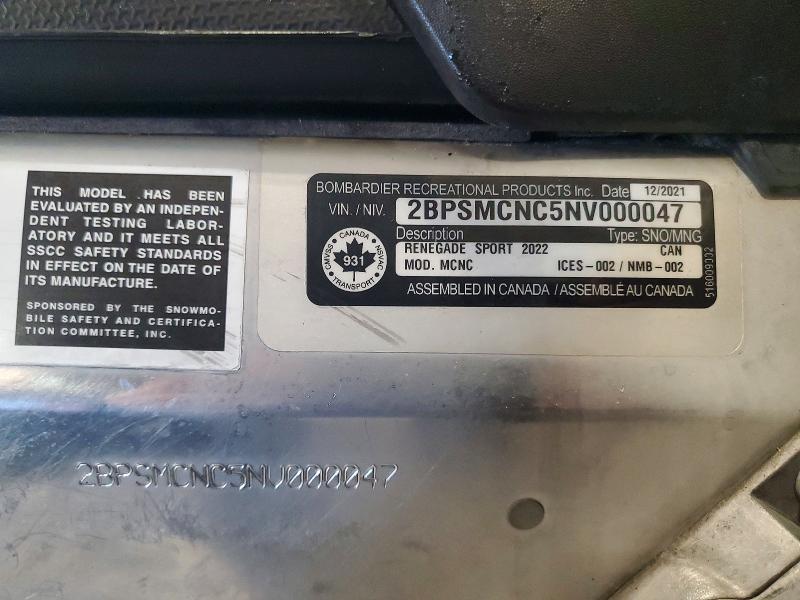 THIS MODEL HAS BEEN
EVALUATED BY AN INDEPEN-
DENT TESTING LABOR-
ATORY AND IT MEETS ALL
SSCC SAFETY STANDARDS
IN EFFECT ON THE DATE OF
ITS MANUFACTURE.
SPONSORED BY THE SNOWMO-
BILE SAFETY AND CERTIFICA-
TION COMMITTEE, INC.
BOMBARDIER RECREATIONAL PRODUCTS Inc. Date 12/2021
VIN. / NIV. 2BPSMCNC5NV000047
Description Type: SNO/MNG
RENEGADE SPORT 2022 CAN
MOD. MCNC ICES-002 / NMB-002
ASSEMBLED IN CANADA / ASSEMBLÉ AU CANADA
CANADA
CMVSS
NSVAC
931
TRANSPORT
516009332
2BPSMCNC5NV000047